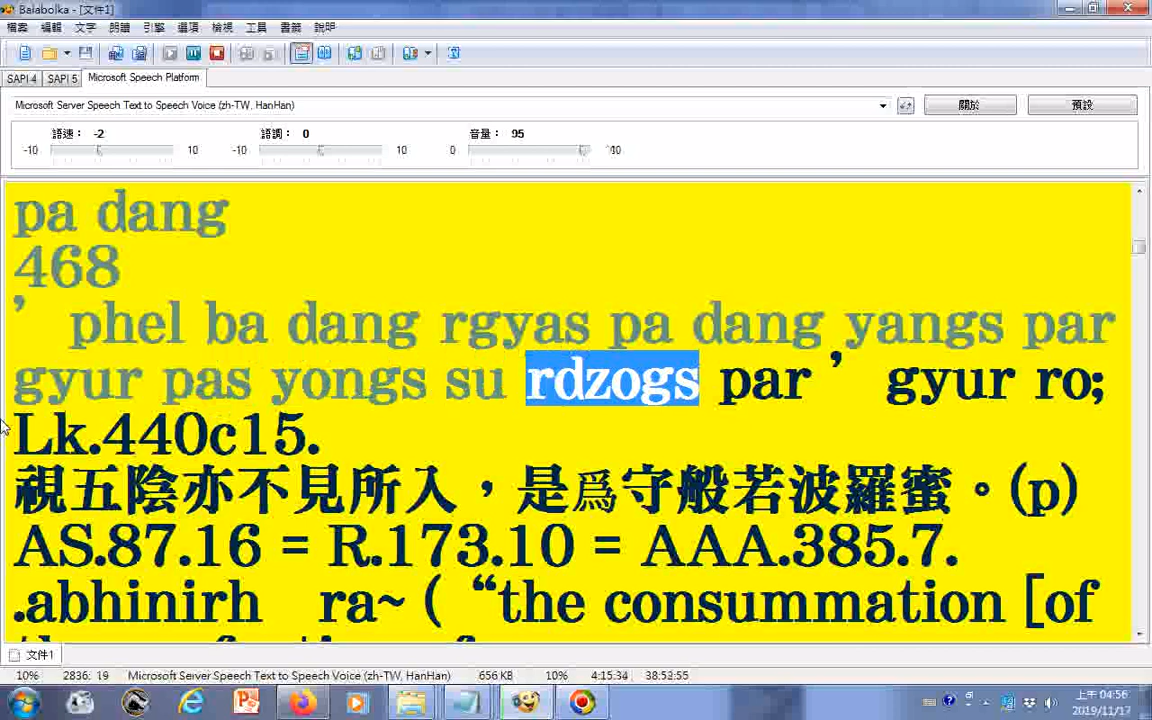 Balabolka - [文件1]
檔案 編輯 文字 朗讀 引擎 選項 檢視 工具 書籤 說明
SAPI 4 SAPI 5 Microsoft Speech Platform
Microsoft Server Speech Text to Speech Voice (zh-TW, HanHan) 關於 預設
語速： -2 語調： 0 音量： 95
-10 10 -10 10 0
pa dang
468
’ phel ba dang rgyas pa dang yangs par
gyur pas yongs su rdzogs par ’ gyur ro;
Lk.440c15.
視五陰亦不見所入，是爲守般若波羅蜜。(p)
AS.87.16 = R.173.10 = AAA.385.7.
.abhinirh ra~ ( “the consummation [of
文件1
10% 2836: 19 Microsoft Server Speech Text to Speech Voice (zh-TW, HanHan) 656 KB 10% 4:15:34 38:52:55
上午 04:56
2019/11/17